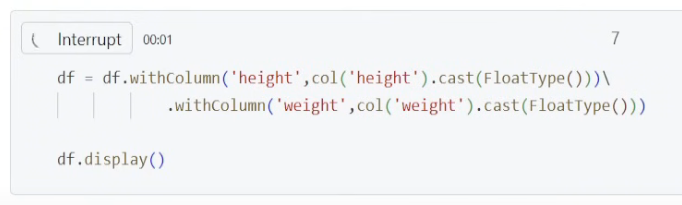 Interrupt 00:01 7
df = df.withColumn('height',col('height').cast(FloatType()))\
.withColumn('weight',col('weight').cast(FloatType()))
df.display()